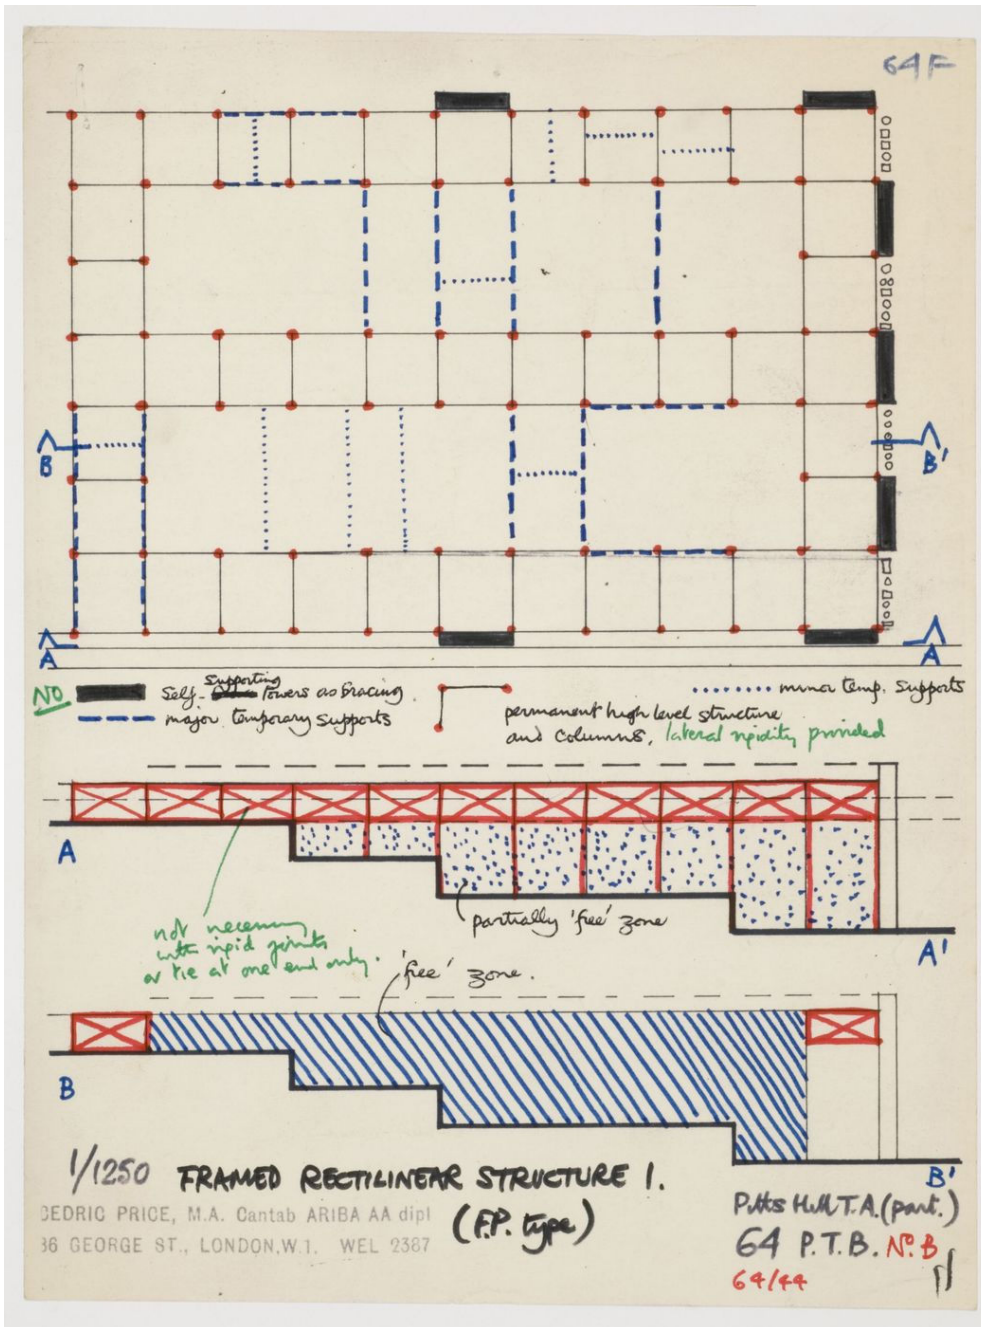 64F
B
B'
A
A
NO
Self-supporting Towers as bracing.
major temporary supports
permanent high level structure
and columns, lateral rigidity provided
minor temp. supports
A
A'
not necessary
with rigid joints
or tie at one end only.
partially 'free' zone
'free' zone.
B
B'
1/1250 FRAMED RECTILINEAR STRUCTURE 1.
(F.P. type)
CEDRIC PRICE, M.A. Cantab ARIBA AA dipl
36 GEORGE ST., LONDON.W.1. WEL 2387
Pitts Hill T.A. (part.)
64 P.T.B. No. B
64/44